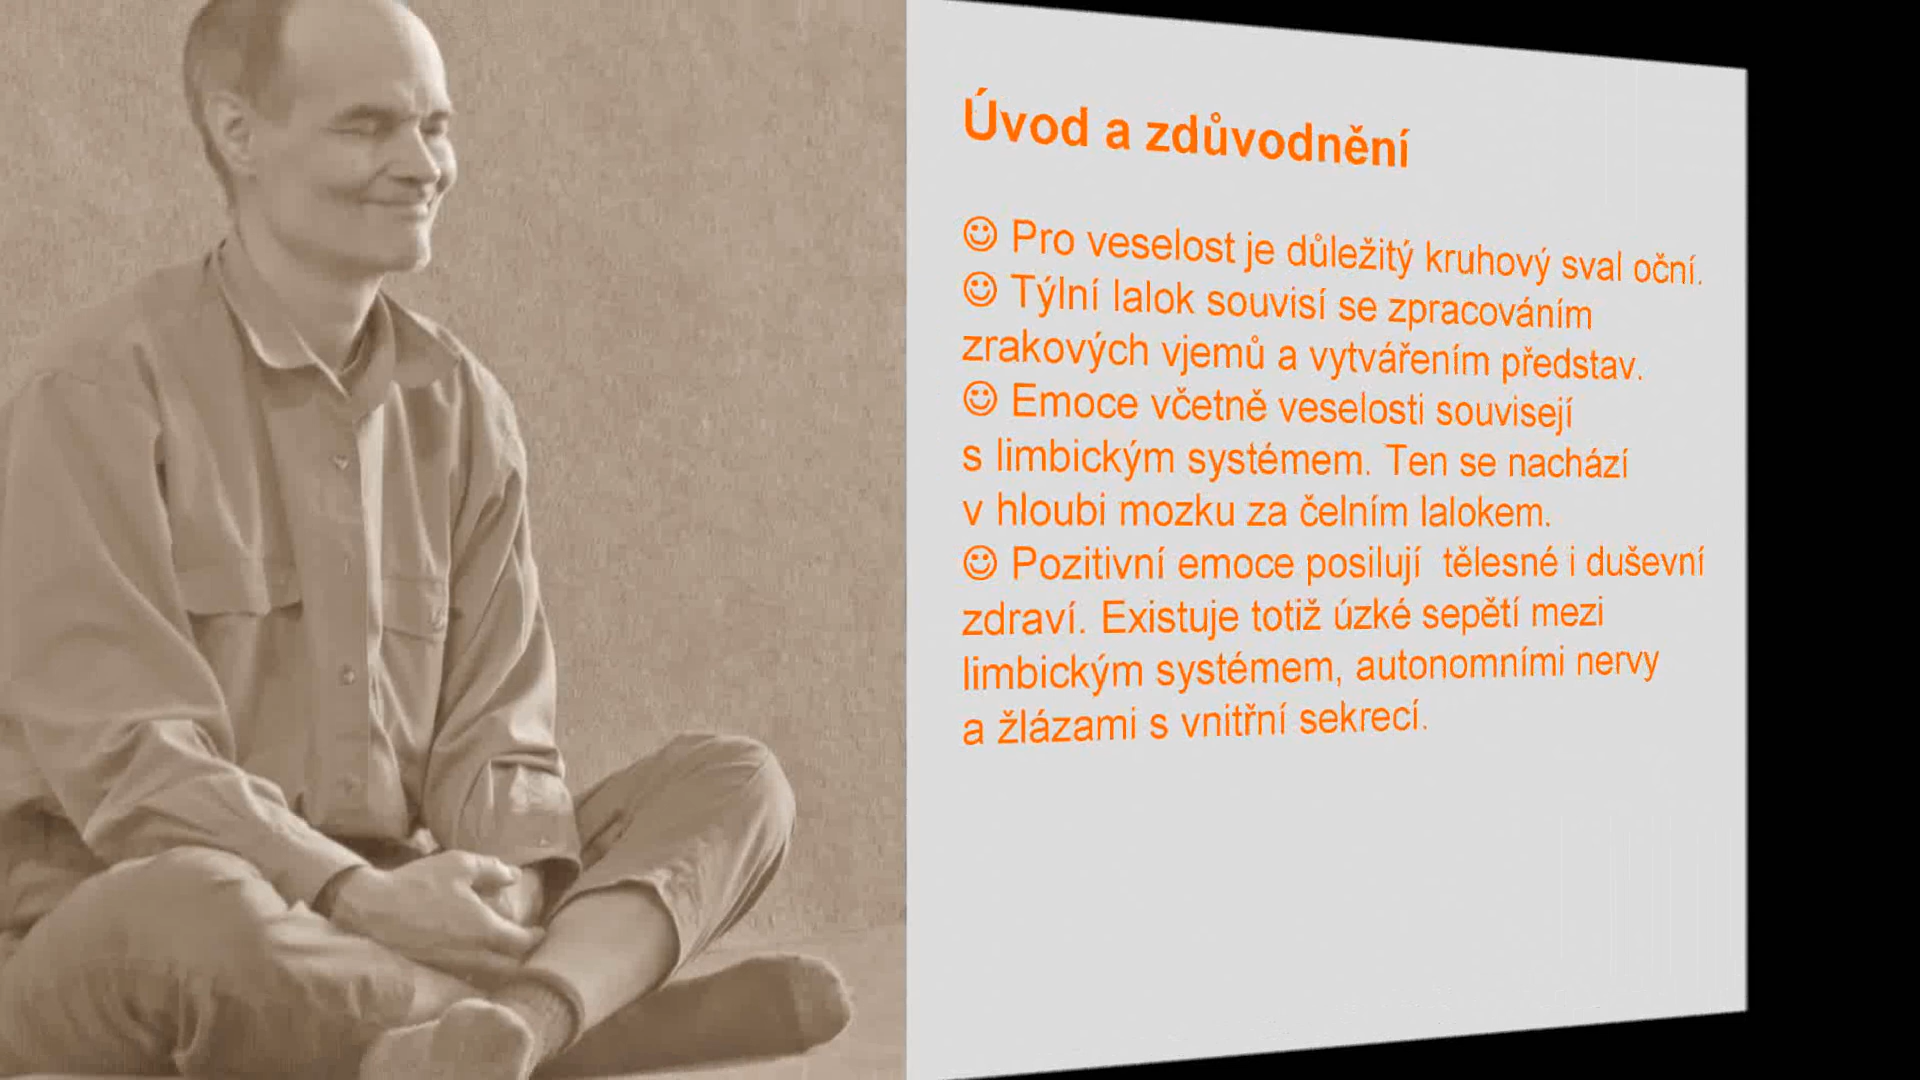 Úvod a zdůvodnění
☺ Pro veselost je důležitý kruhový sval oční.
☺ Týlní lalok souvisí se zpracováním
zrakových vjemů a vytvářením představ.
☺ Emoce včetně veselosti souvisejí
s limbickým systémem. Ten se nachází
v hloubi mozku za čelním lalokem.
☺ Pozitivní emoce posilují tělesné i duševní
zdraví. Existuje totiž úzké sepětí mezi
limbickým systémem, autonomními nervy
a žlázami s vnitřní sekrecí.